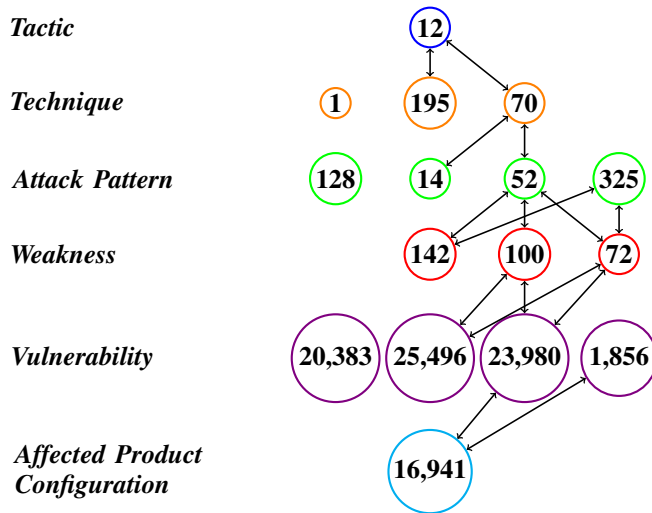 Tactic 12
Technique 1 195 70
Attack Pattern 128 14 52 325
Weakness 142 100 72
Vulnerability 20,383 25,496 23,980 1,856
Affected Product
Configuration 16,941